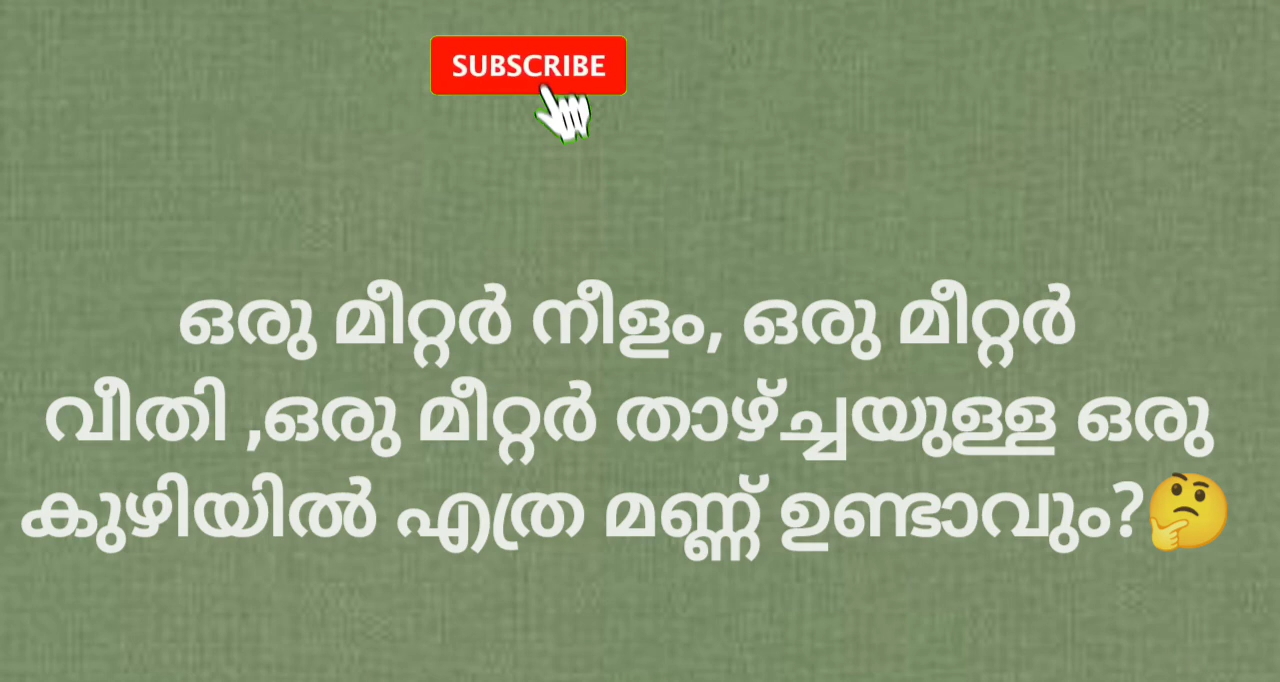 SUBSCRIBE
ഒരു മീറ്റർ നീളം, ഒരു മീറ്റർ
വീതി ,ഒരു മീറ്റർ താഴ്ച്ചയുള്ള ഒരു
കുഴിയിൽ എത്ര മണ്ണ് ഉണ്ടാവും?🤔